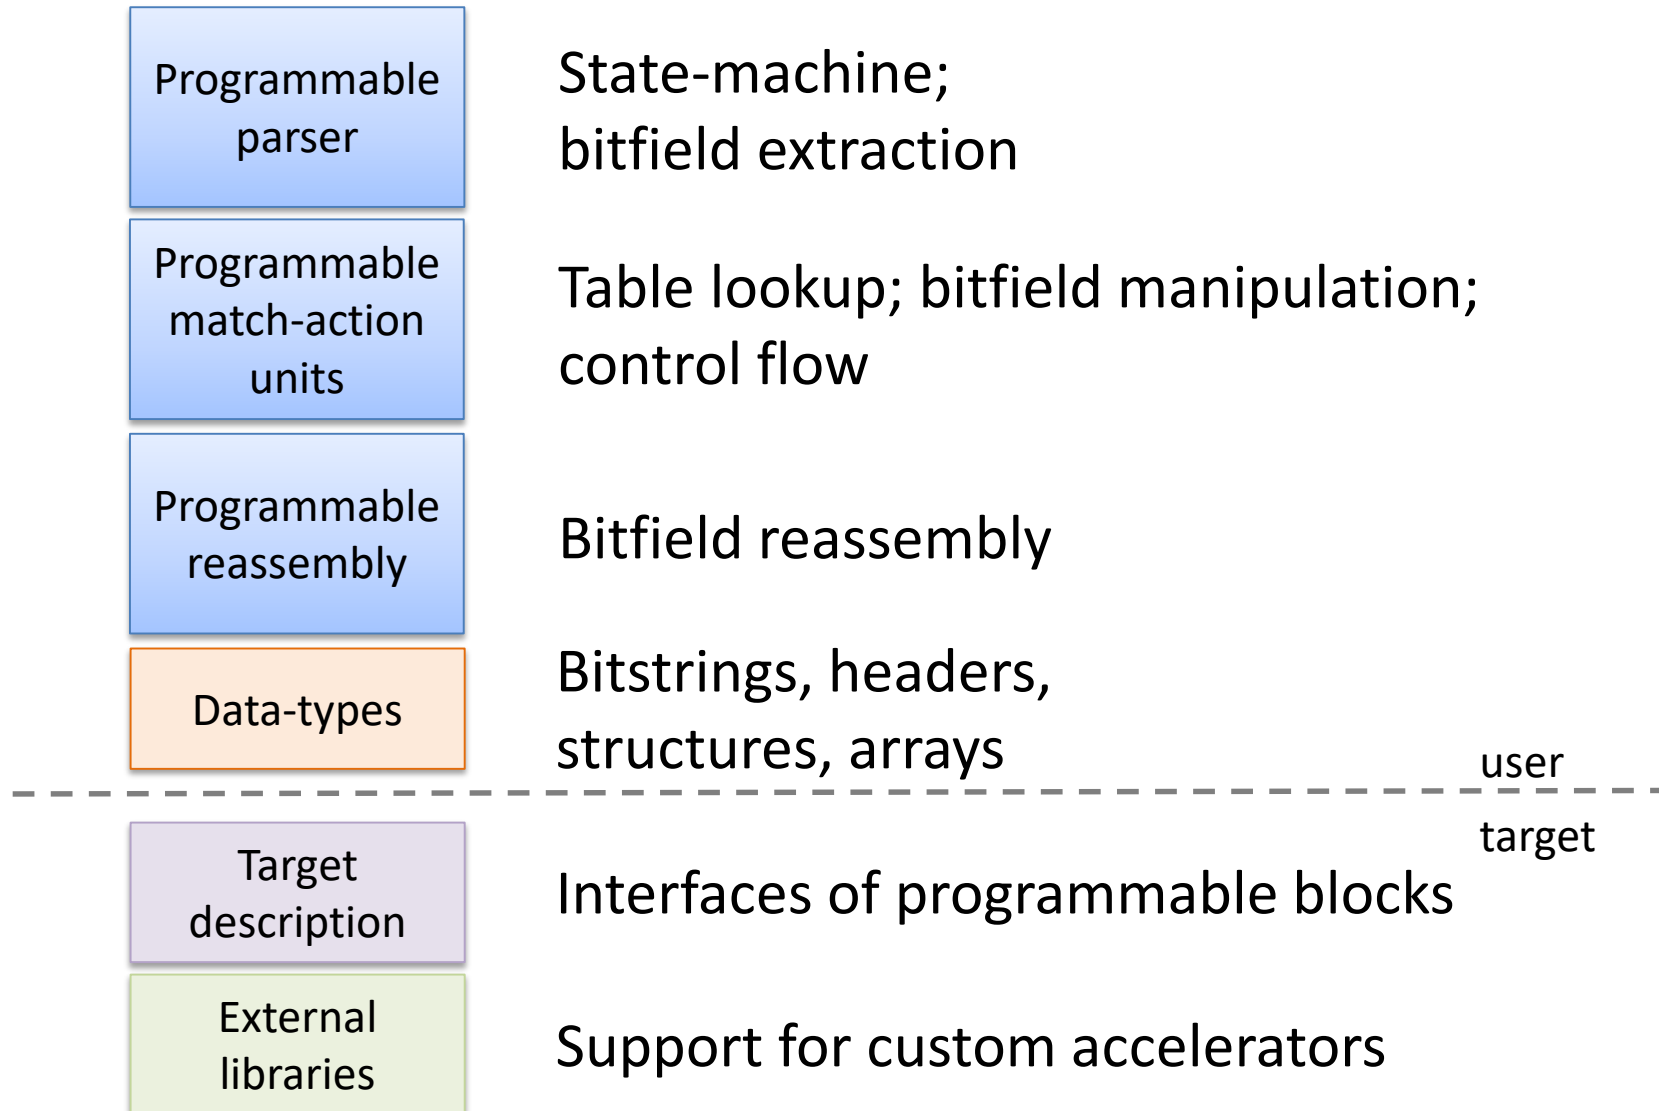 Programmable
parser
State-machine;
bitfield extraction
Programmable
match-action
units
Table lookup; bitfield manipulation;
control flow
Programmable
reassembly
Bitfield reassembly
Data-types
Bitstrings, headers,
structures, arrays
user
target
Target
description
Interfaces of programmable blocks
External
libraries
Support for custom accelerators